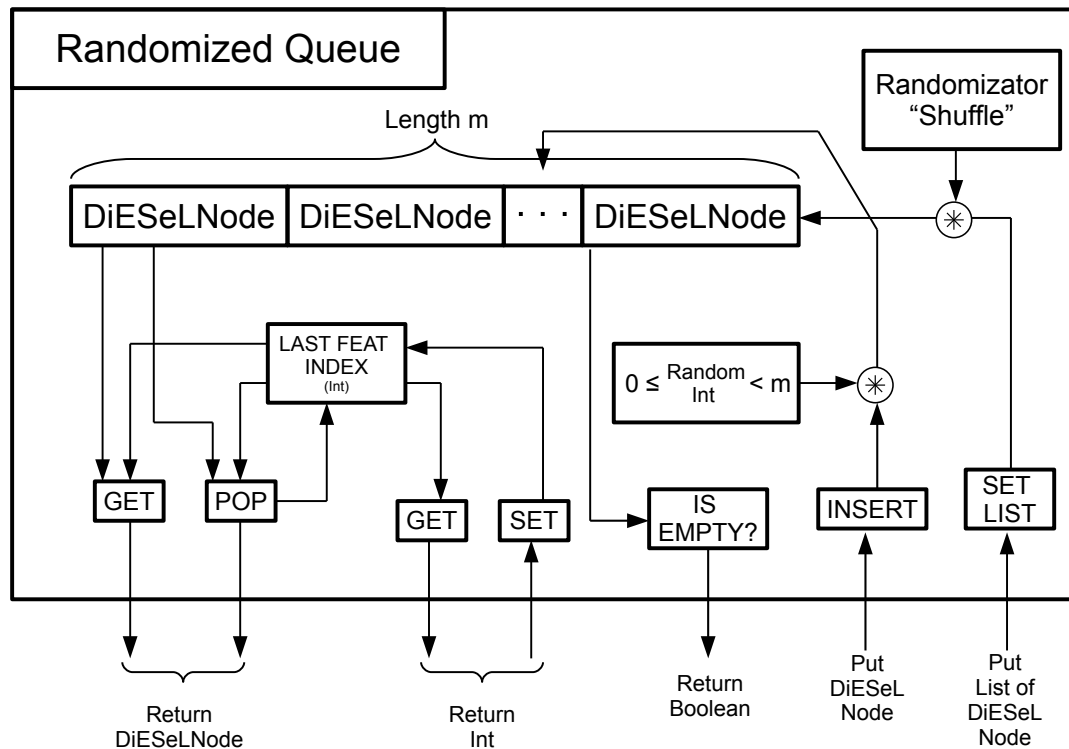 Randomized Queue
Randomizator
“Shuffle”
Length m
DiESeLNode
DiESeLNode
· · ·
DiESeLNode
LAST FEAT
INDEX
(Int)
0 ≤ Random Int < m
GET
POP
GET
SET
IS
EMPTY?
INSERT
SET
LIST
Return
DiESeLNode
Return
Int
Return
Boolean
Put
DiESeL
Node
Put
List of
DiESeL
Node